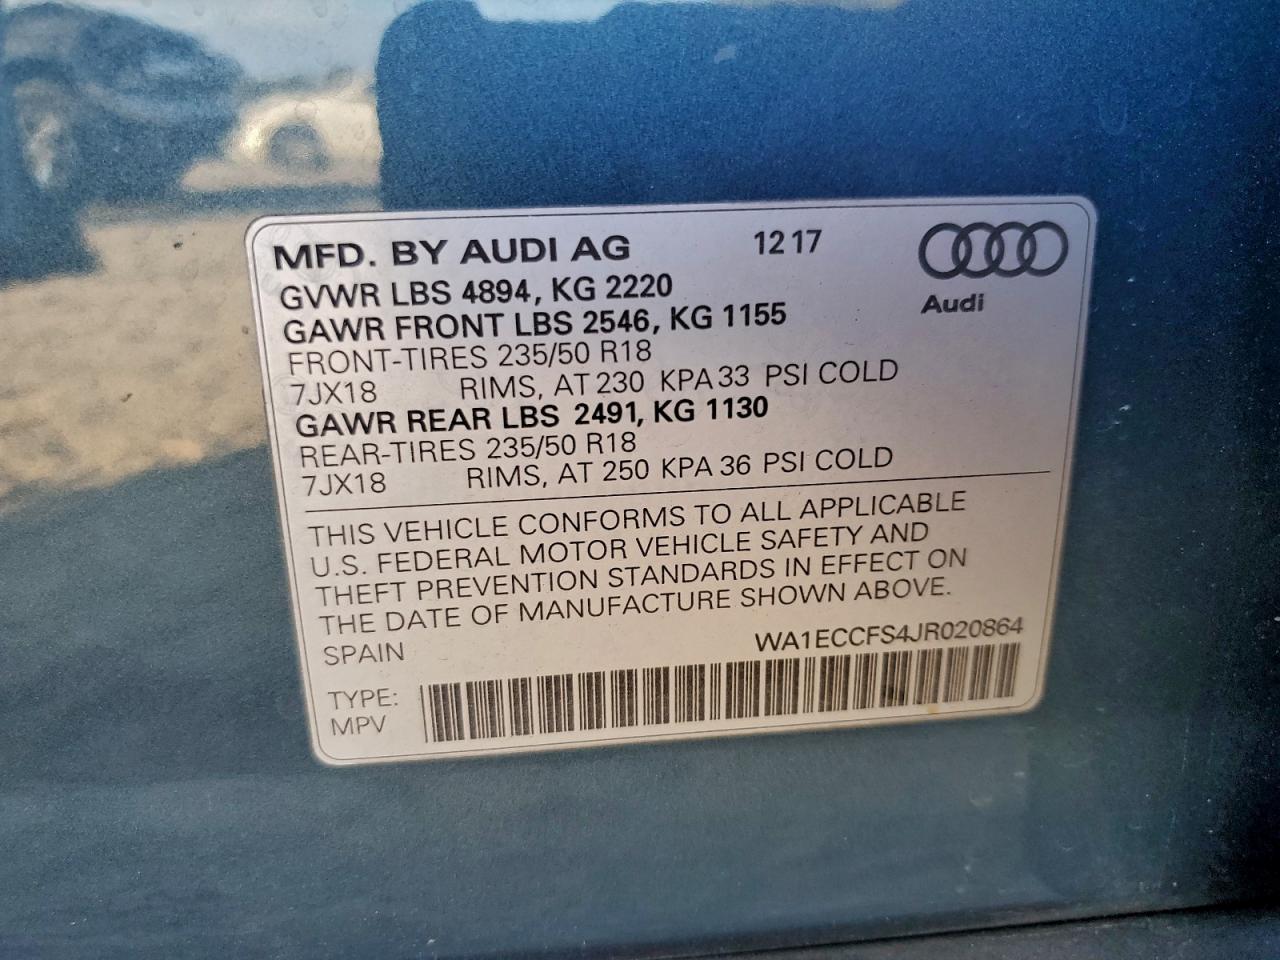 MFD. BY AUDI AG 12 17
GVWR LBS 4894, KG 2220
GAWR FRONT LBS 2546, KG 1155
Audi
FRONT-TIRES 235/50 R18
7JX18 RIMS, AT 230 KPA 33 PSI COLD
GAWR REAR LBS 2491, KG 1130
REAR-TIRES 235/50 R18
7JX18 RIMS, AT 250 KPA 36 PSI COLD
THIS VEHICLE CONFORMS TO ALL APPLICABLE
U.S. FEDERAL MOTOR VEHICLE SAFETY AND
THEFT PREVENTION STANDARDS IN EFFECT ON
THE DATE OF MANUFACTURE SHOWN ABOVE.
SPAIN WA1ECCFS4JR020864
TYPE:
MPV